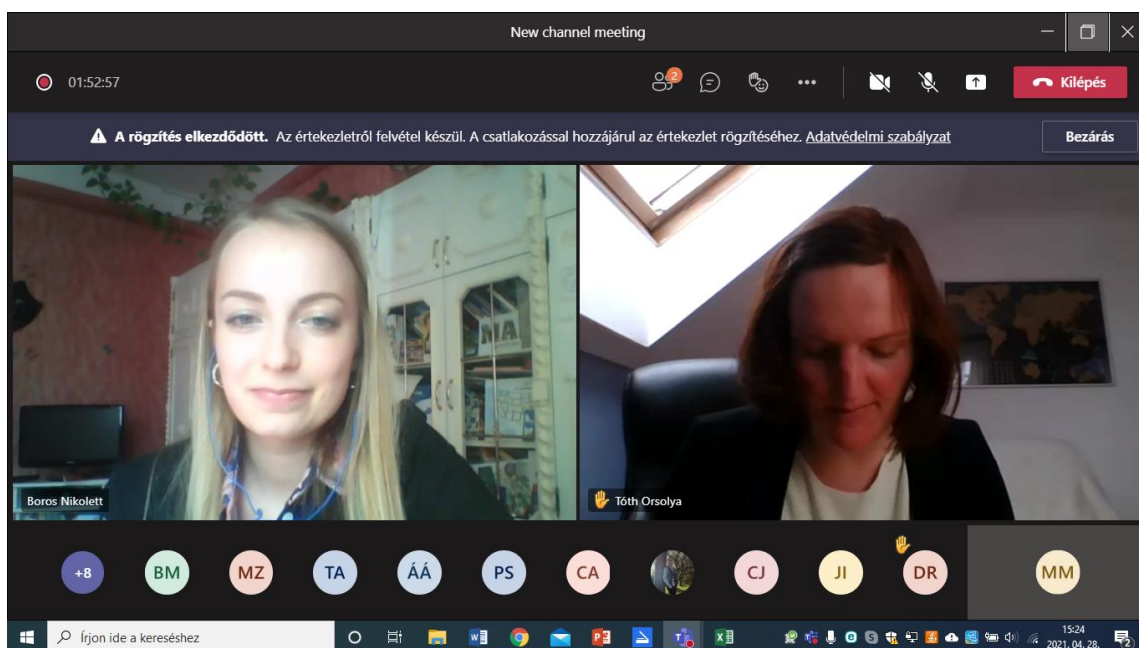 New channel meeting
01:52:57
2
Kilépés
A rögzítés elkezdődött. Az értekezletről felvétel készül. A csatlakozással hozzájárul az értekezlet rögzítéséhez. Adatvédelmi szabályzat
Bezárás
Boros Nikolett
Tóth Orsolya
+8
BM
MZ
TA
ÁÁ
PS
CA
CJ
JI
DR
MM
Írjon ide a kereséshez
15:24
2021. 04. 28.
2